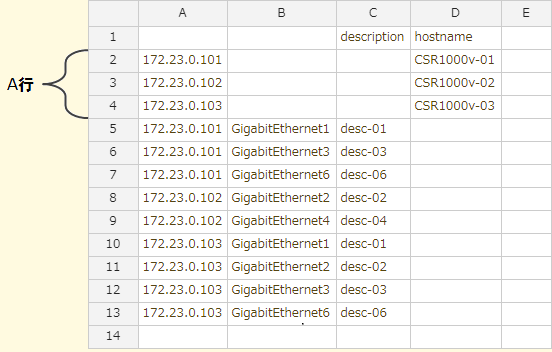 A B C D E
1 description hostname
2 172.23.0.101 CSR1000v-01
A行
3 172.23.0.102 CSR1000v-02
4 172.23.0.103 CSR1000v-03
5 172.23.0.101 GigabitEthernet1 desc-01
6 172.23.0.101 GigabitEthernet3 desc-03
7 172.23.0.101 GigabitEthernet6 desc-06
8 172.23.0.102 GigabitEthernet2 desc-02
9 172.23.0.102 GigabitEthernet4 desc-04
10 172.23.0.103 GigabitEthernet1 desc-01
11 172.23.0.103 GigabitEthernet2 desc-02
12 172.23.0.103 GigabitEthernet3 desc-03
13 172.23.0.103 GigabitEthernet6 desc-06
14